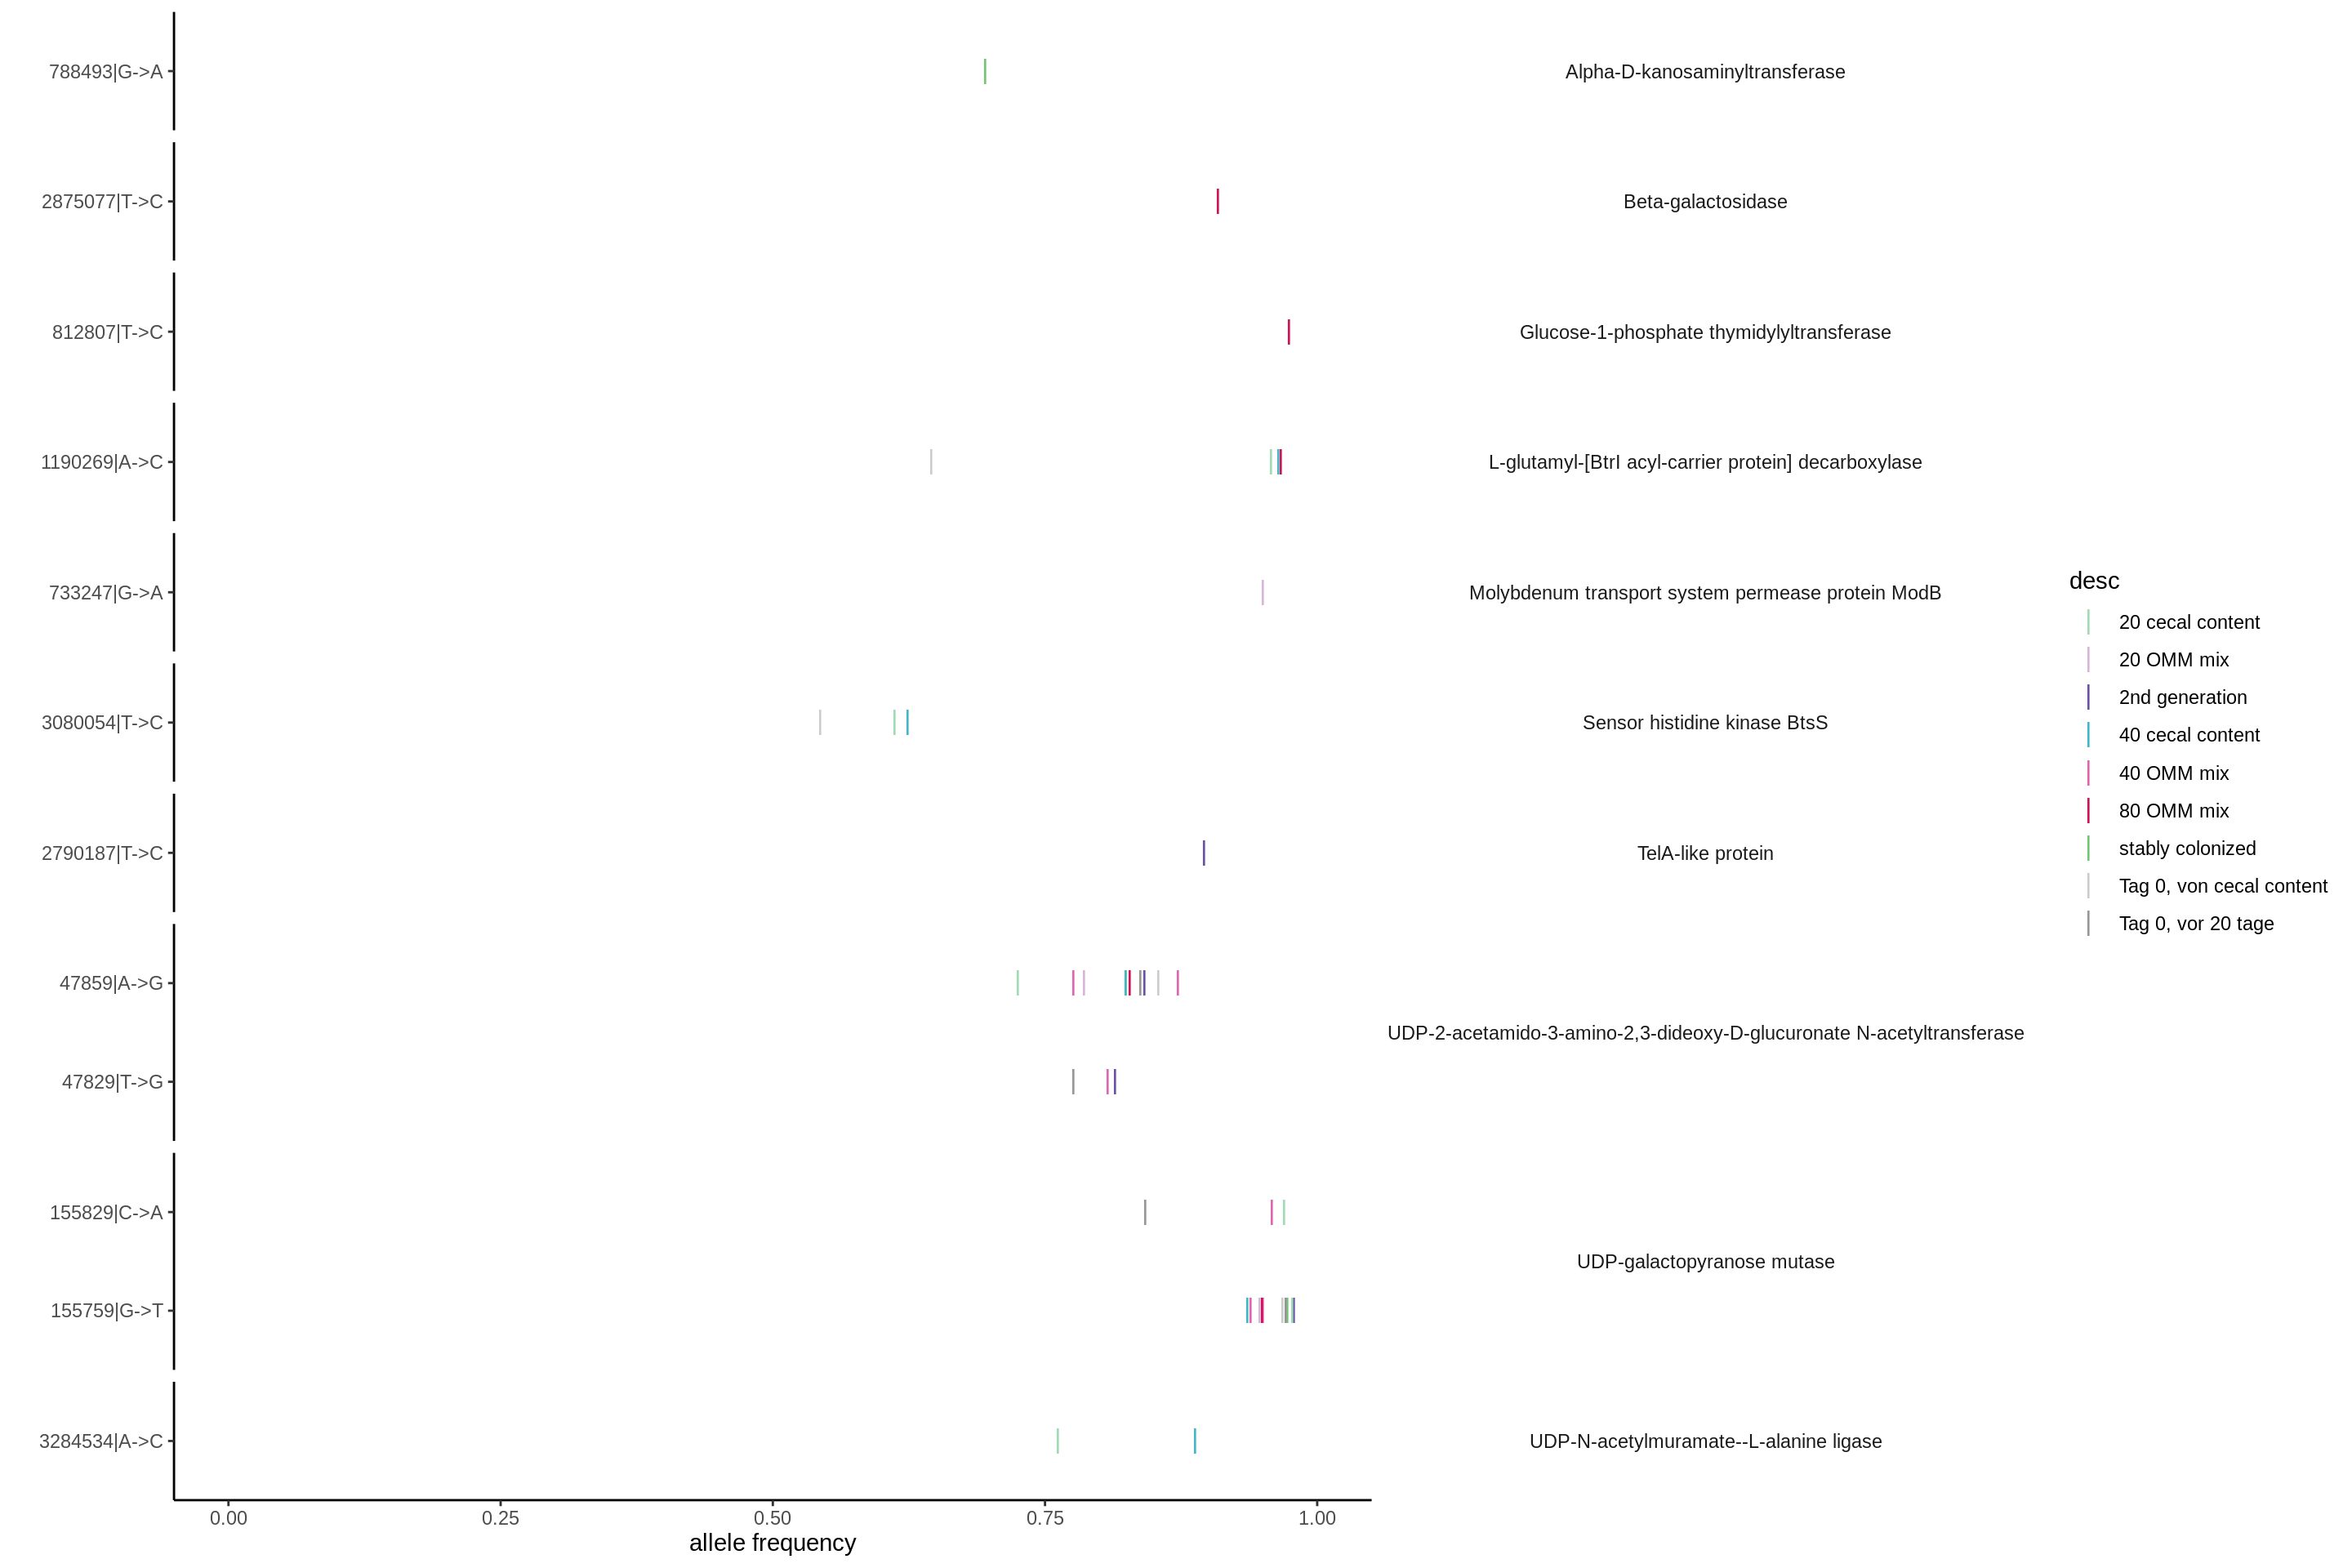 788493|G->A
Alpha-D-kanosaminyltransferase
2875077|T->C
Beta-galactosidase
812807|T->C
Glucose-1-phosphate thymidylyltransferase
1190269|A->C
L-glutamyl-[BtrI acyl-carrier protein] decarboxylase
733247|G->A
Molybdenum transport system permease protein ModB
3080054|T->C
Sensor histidine kinase BtsS
2790187|T->C
TelA-like protein
47859|A->G
UDP-2-acetamido-3-amino-2,3-dideoxy-D-glucuronate N-acetyltransferase
47829|T->G
155829|C->A
UDP-galactopyranose mutase
155759|G->T
3284534|A->C
UDP-N-acetylmuramate--L-alanine ligase
0.00
0.25
0.50
0.75
1.00
allele frequency
desc
20 cecal content
20 OMM mix
2nd generation
40 cecal content
40 OMM mix
80 OMM mix
stably colonized
Tag 0, von cecal content
Tag 0, vor 20 tage